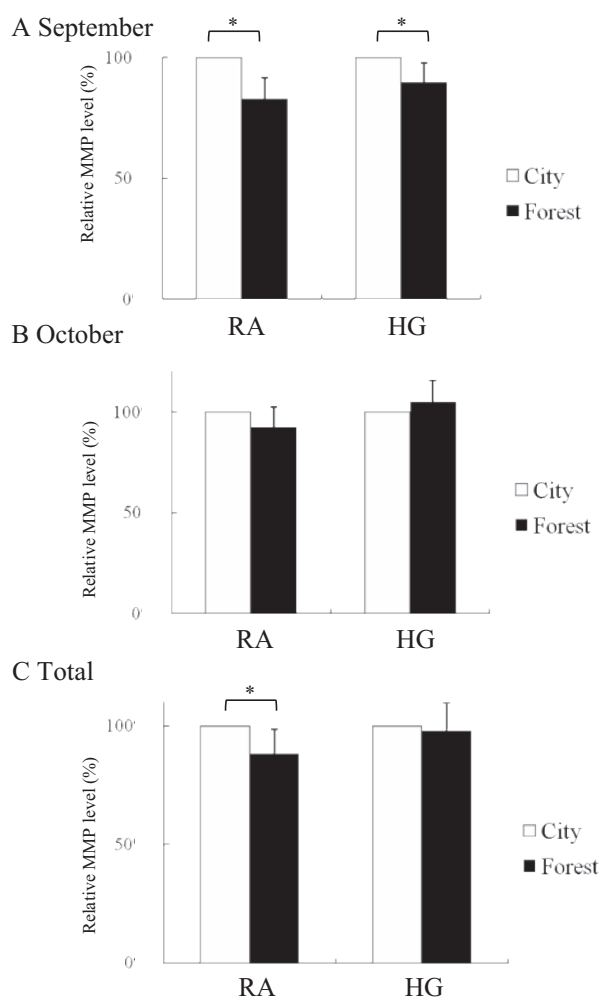 A September
*
*
Relative MMP level (%)
100
50
0
City
Forest
RA HG
B October
Relative MMP level (%)
100
50
0
City
Forest
RA HG
C Total
*
Relative MMP level (%)
100
50
0
City
Forest
RA HG